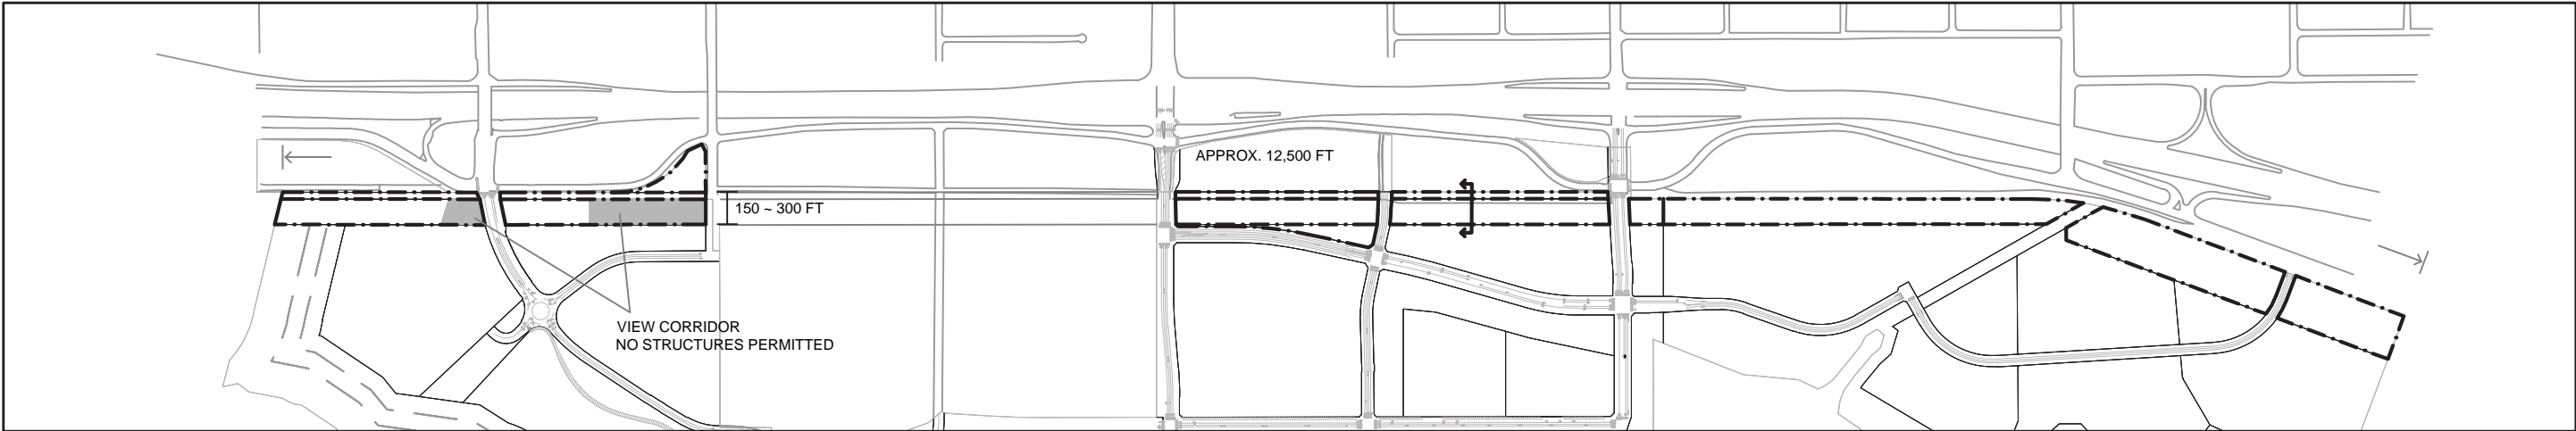 APPROX. 12,500 FT
150 ~ 300 FT
VIEW CORRIDOR
NO STRUCTURES PERMITTED